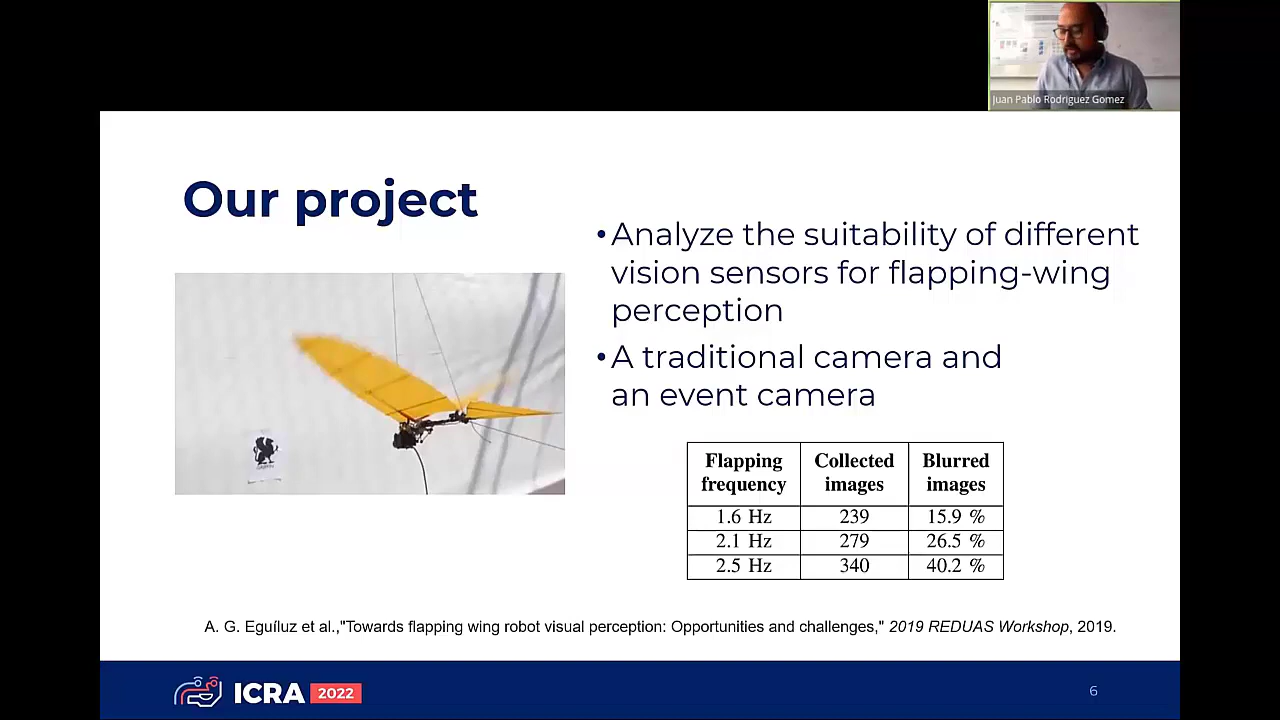 Juan Pablo Rodriguez Gomez
Our project
•Analyze the suitability of different
vision sensors for flapping-wing
perception
•A traditional camera and
an event camera
Flapping frequency | Collected images | Blurred images
1.6 Hz | 239 | 15.9 %
2.1 Hz | 279 | 26.5 %
2.5 Hz | 340 | 40.2 %
A. G. Eguíluz et al.,"Towards flapping wing robot visual perception: Opportunities and challenges," 2019 REDUAS Workshop, 2019.
ICRA 2022
6